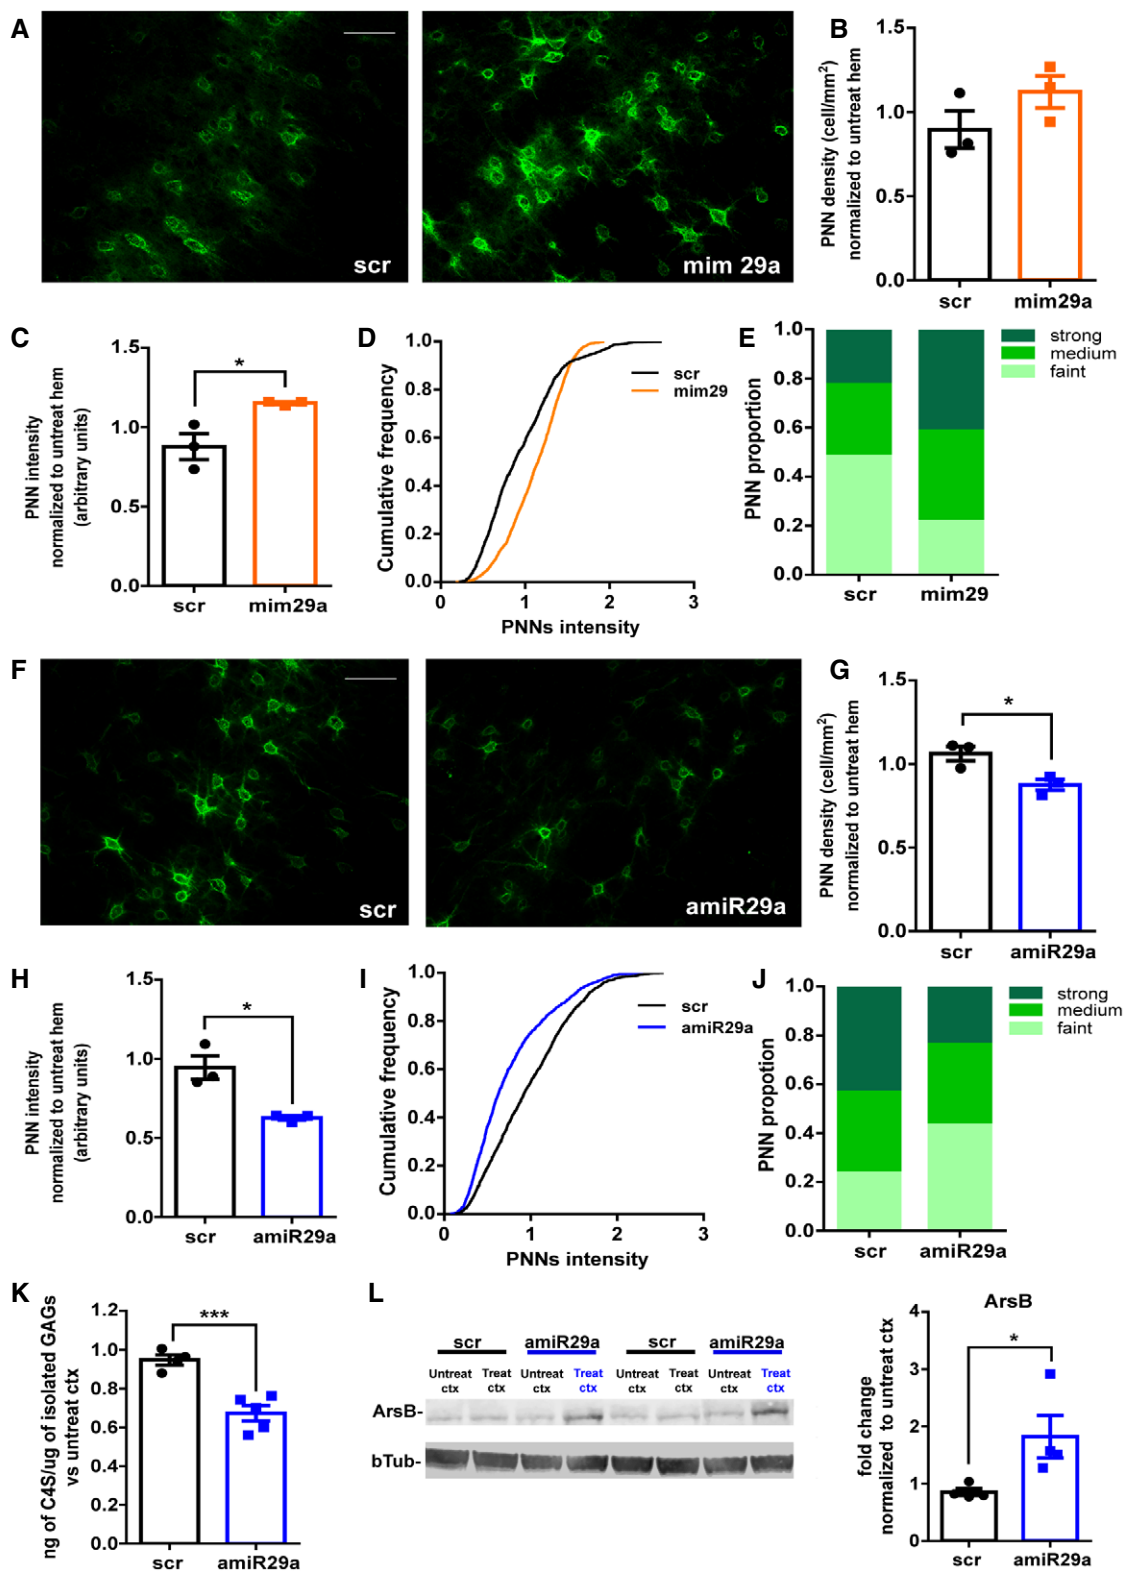 A
scr
mim 29a
B
PNN density (cell/mm2)
normalized to untreat hem
1.5
1.0
0.5
0.0
scr
mim29a
C
PNN intensity
normalized to untreat hem
(arbitrary units)
1.5
1.0
0.5
0.0
*
scr
mim29a
D
Cumulative frequency
1.0
0.8
0.6
0.4
0.2
0.0
0
1
2
3
PNNs intensity
scr
mim29
E
PNN proportion
1.0
0.8
0.6
0.4
0.2
0.0
scr
mim29
strong
medium
faint
F
scr
amiR29a
G
PNN density (cell/mm2)
normalized to untreat hem
1.5
1.0
0.5
0.0
*
scr
amiR29a
H
PNN intensity
normalized to untreat hem
(arbitrary units)
1.5
1.0
0.5
0.0
*
scr
amiR29a
I
Cumulative frequency
1.0
0.8
0.6
0.4
0.2
0.0
0
1
2
3
PNNs intensity
scr
amiR29a
J
PNN propotion
1.0
0.8
0.6
0.4
0.2
0.0
scr
amiR29a
strong
medium
faint
K
ng of C4S/ug of isolated GAGs
vs untreat ctx
1.2
1.0
0.8
0.6
0.4
0.2
0.0
***
scr
amiR29a
L
scr amiR29a scr amiR29a
Untreat Treat Untreat Treat Untreat Treat Untreat Treat
ctx ctx ctx ctx ctx ctx ctx ctx
ArsB-
bTub-
ArsB
fold change
normalized to untreat ctx
4
3
2
1
0
*
scr
amiR29a